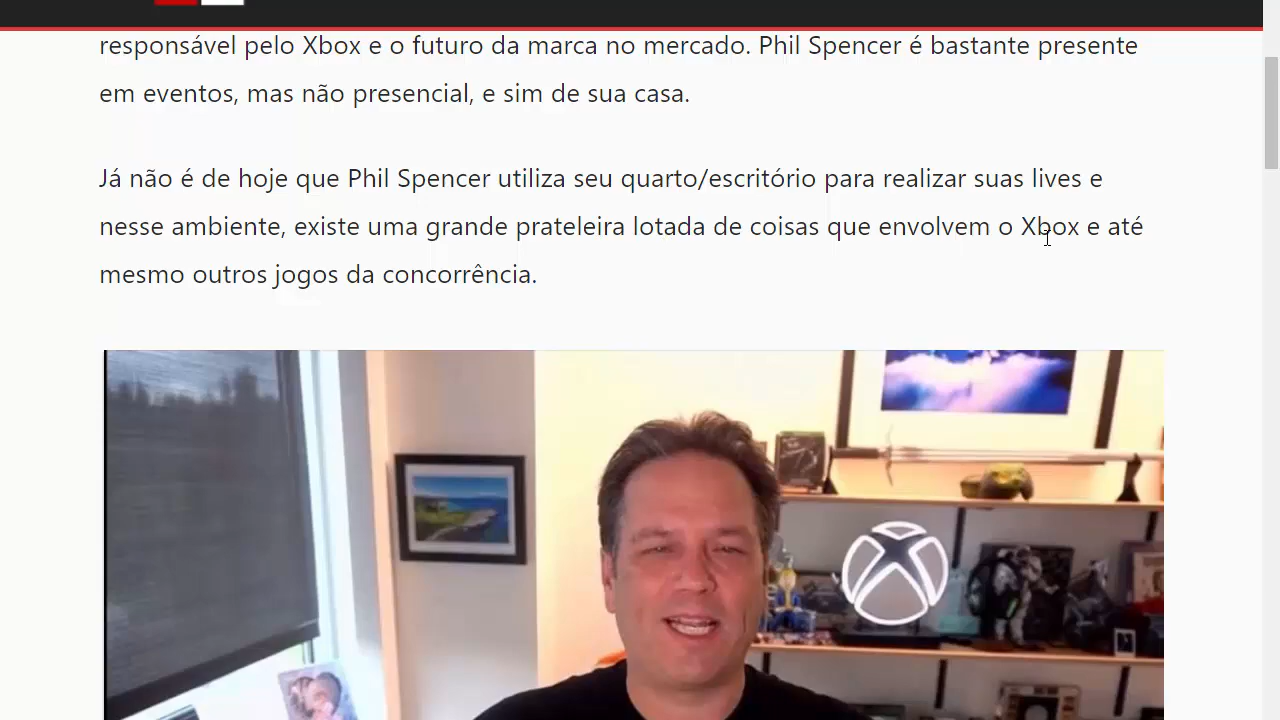 responsável pelo Xbox e o futuro da marca no mercado. Phil Spencer é bastante presente
em eventos, mas não presencial, e sim de sua casa.
Já não é de hoje que Phil Spencer utiliza seu quarto/escritório para realizar suas lives e
nesse ambiente, existe uma grande prateleira lotada de coisas que envolvem o Xbox e até
mesmo outros jogos da concorrência.